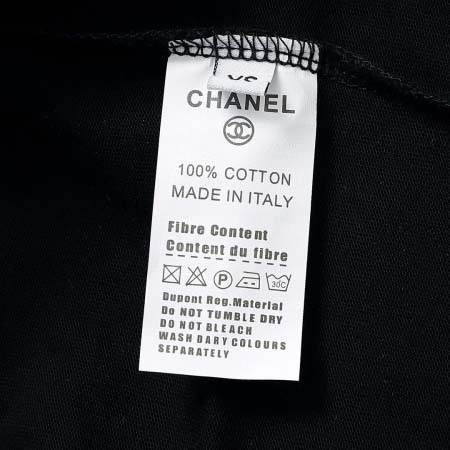 XS
CHANEL
100% COTTON
MADE IN ITALY
Fibre Content
Content du fibre
P
30C
Dupont Reg.Material
Do NOT TUMBLE DRY
DO NOT BLEACH
WASH DARY COLOURS
SEPARATELY